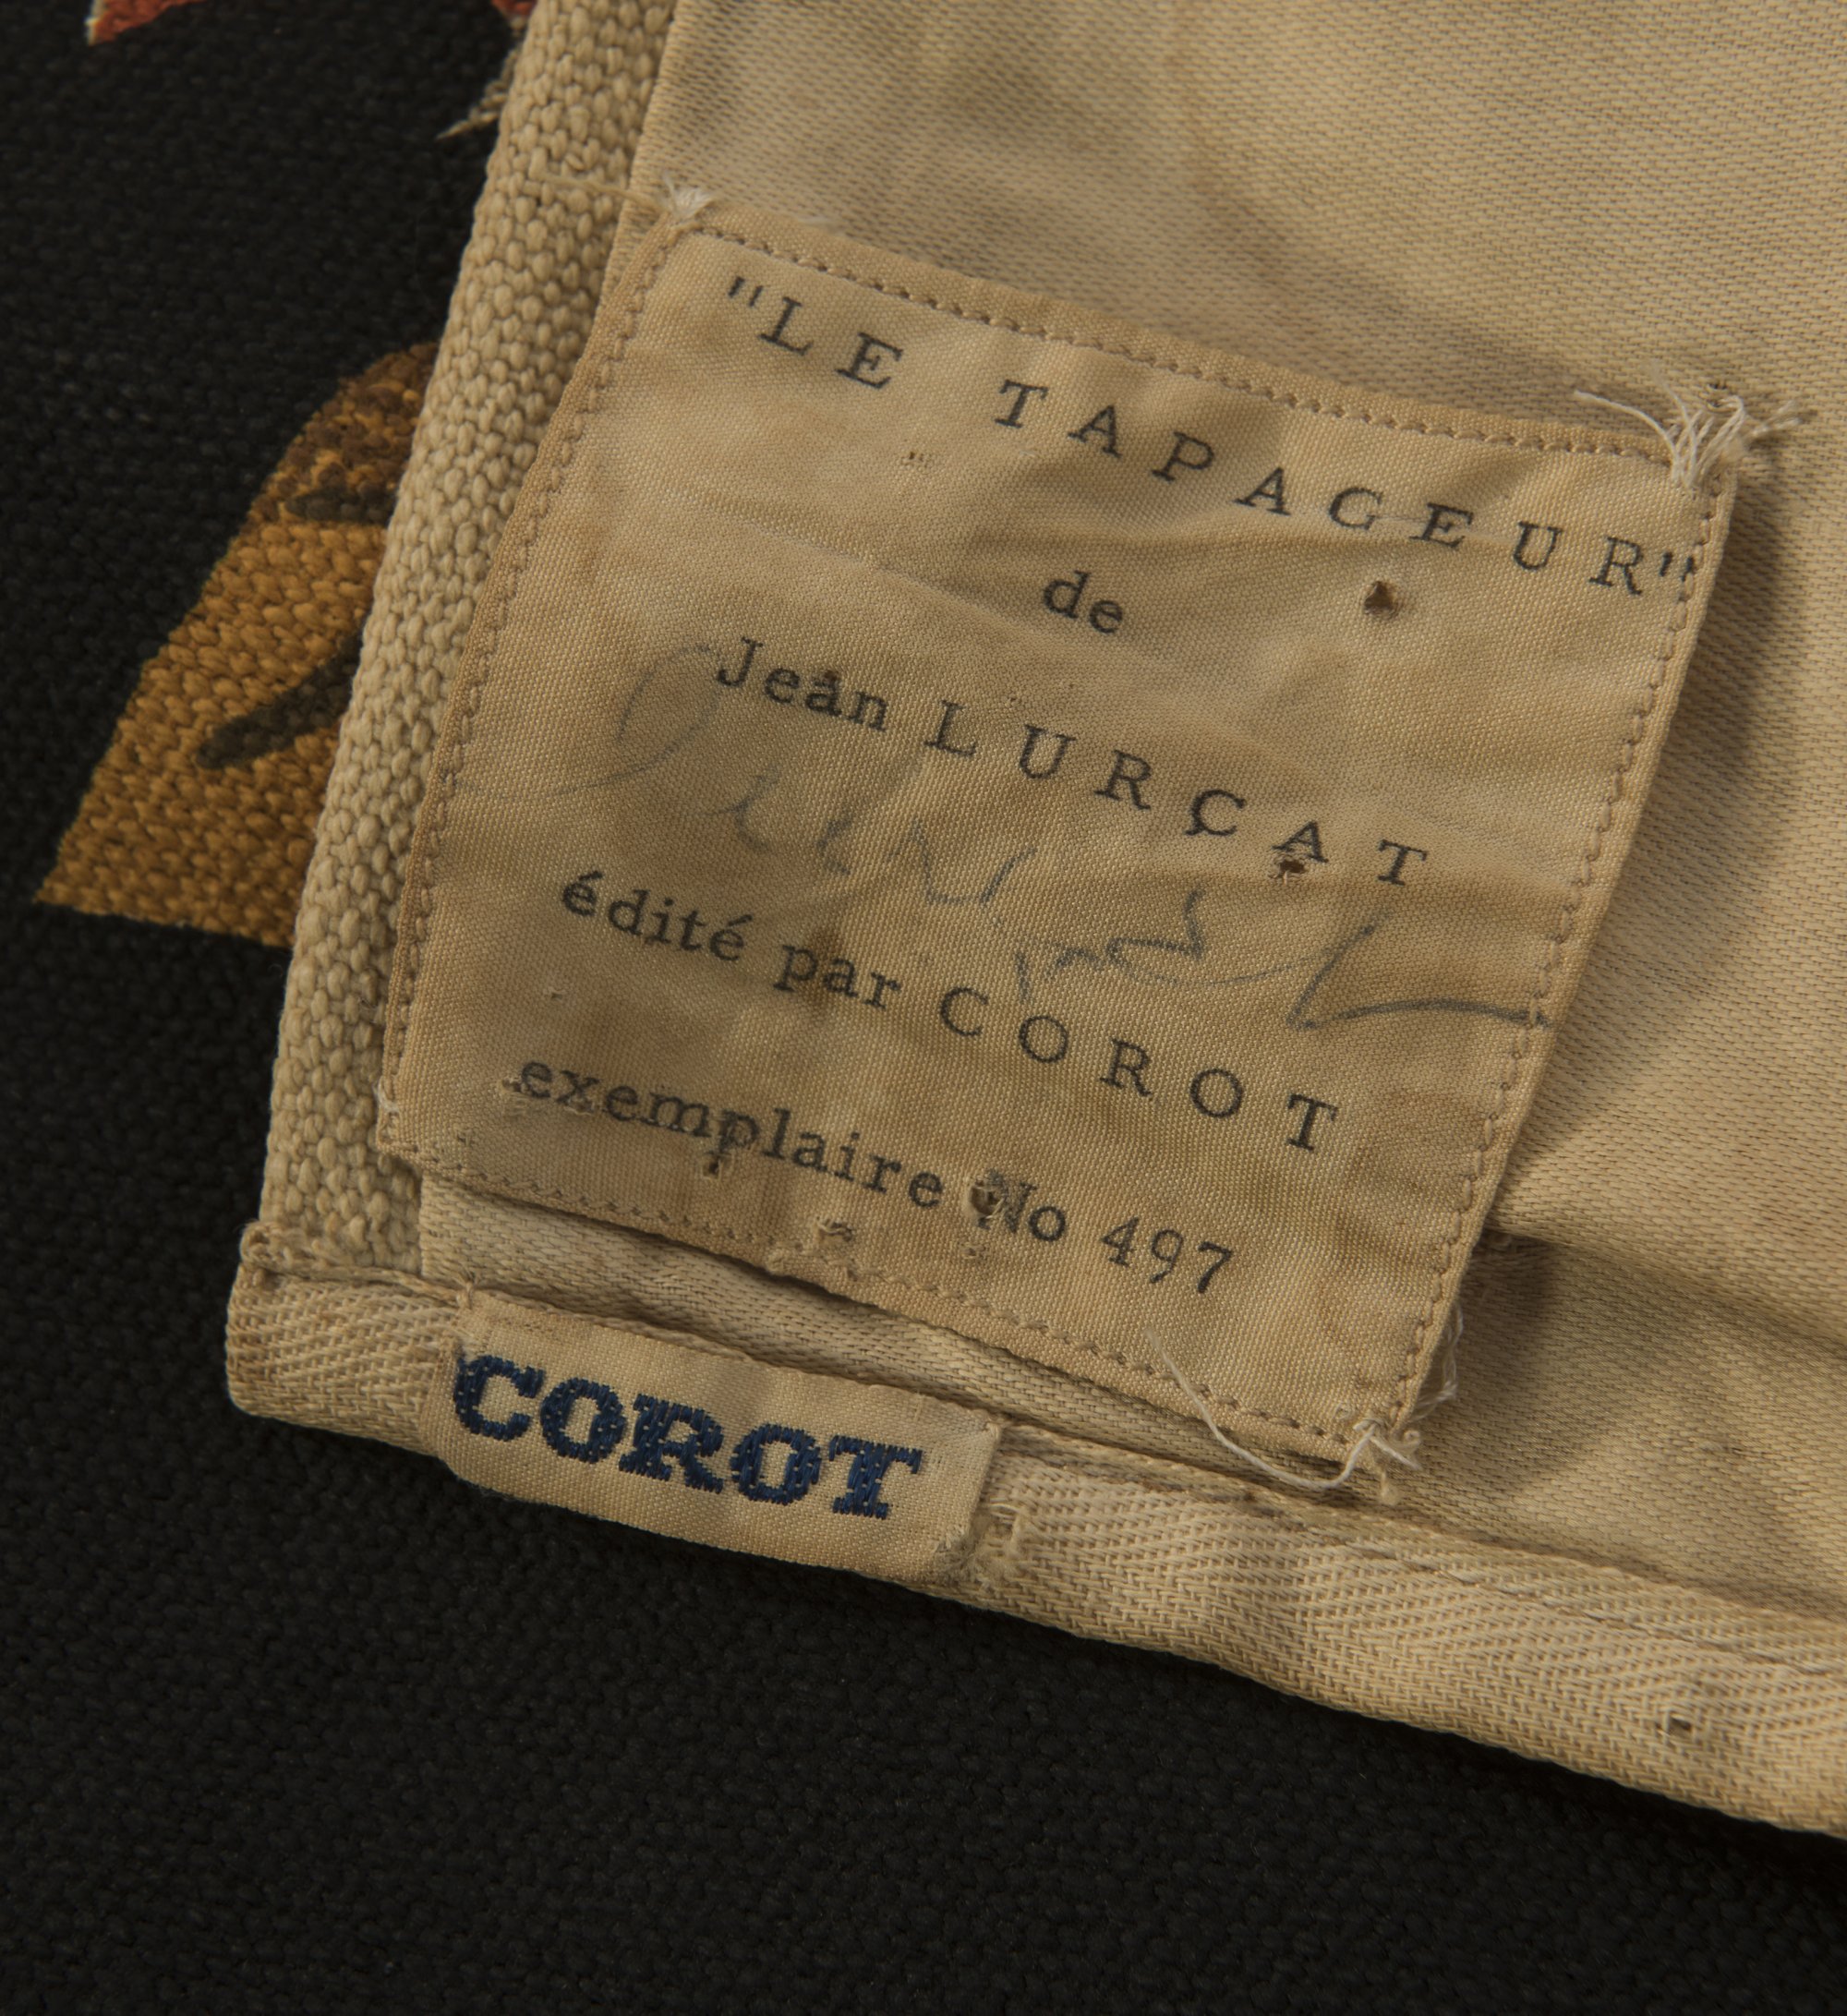 "LE TAPAGEUR"
de
Jean LURÇAT
édité par COROT
exemplaire No 497
COROT